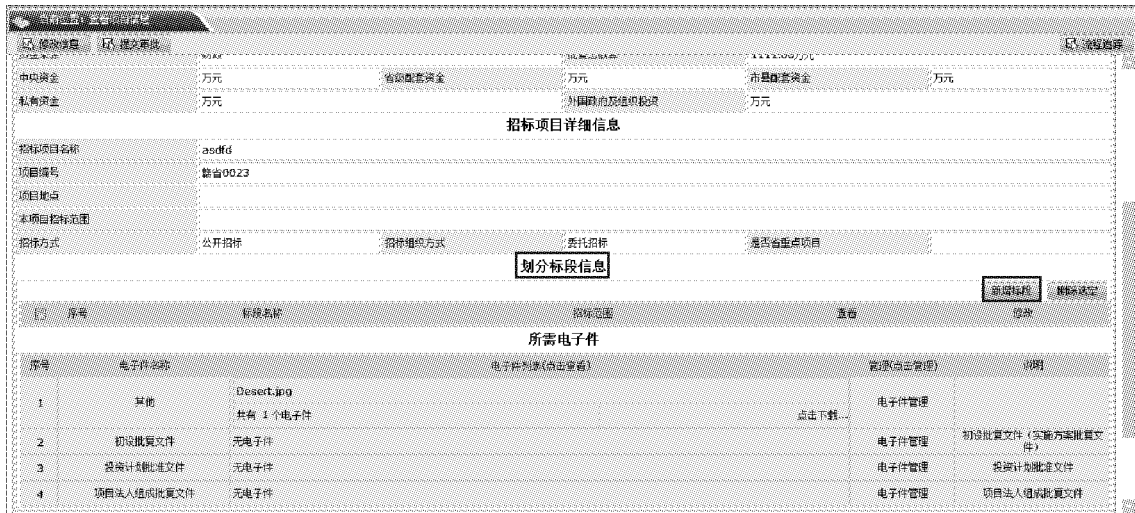 当前位置：查看项目信息
修改信息 提交审批 流程跟踪
中央资金 万元 省级配套资金 万元 市县配套资金 万元
私有资金 万元 外国政府及组织投资 万元
招标项目详细信息
招标项目名称 asdfd
项目编号 赣省0023
项目地点
本项目招标范围
招标方式 公开招标 招标组织方式 委托招标 是否省重点项目
划分标段信息
新增标段 删除选定
序号 标段名称 招标范围 查看 修改
所需电子件
序号 电子件名称 电子件列表(点击查看) 管理(点击管理) 说明
1 其他 Desert.jpg 电子件管理
共有 1 个电子件 点击下载...
2 初设批复文件 无电子件 电子件管理 初设批复文件（实施方案批复文件）
3 投资计划批准文件 无电子件 电子件管理 投资计划批准文件
4 项目法人组成批复文件 无电子件 电子件管理 项目法人组成批复文件